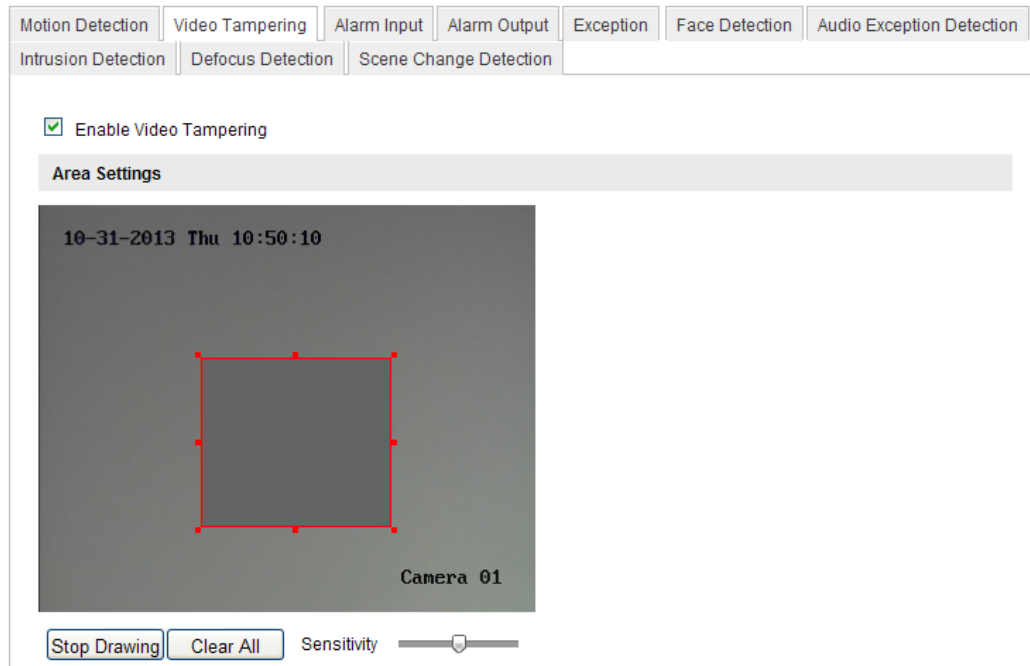 Motion Detection Video Tampering Alarm Input Alarm Output Exception Face Detection Audio Exception Detection
Intrusion Detection Defocus Detection Scene Change Detection
Enable Video Tampering
Area Settings
10-31-2013 Thu 10:50:10
Camera 01
Stop Drawing Clear All Sensitivity